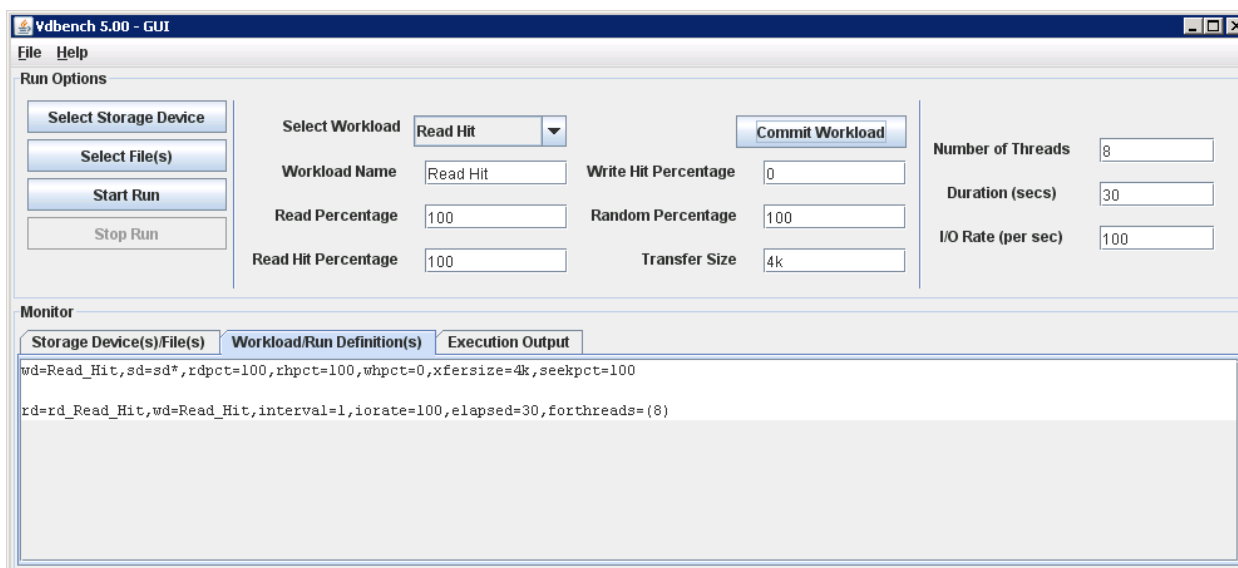 Vdbench 5.00 - GUI
File Help
Run Options
Select Storage Device
Select File(s)
Start Run
Stop Run
Select Workload Read Hit Commit Workload
Workload Name Read Hit Write Hit Percentage 0
Read Percentage 100 Random Percentage 100
Read Hit Percentage 100 Transfer Size 4k
Number of Threads 8
Duration (secs) 30
I/O Rate (per sec) 100
Monitor
Storage Device(s)/File(s) Workload/Run Definition(s) Execution Output
wd=Read_Hit,sd=sd*,rdpct=100,rhpct=100,whpct=0,xfersize=4k,seekpct=100
rd=rd_Read_Hit,wd=Read_Hit,interval=1,iorate=100,elapsed=30,forthreads=(8)